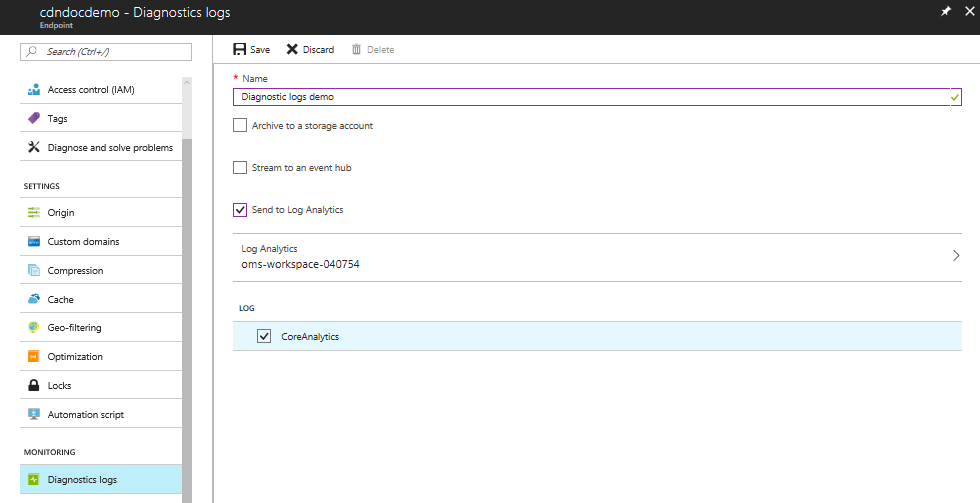 cdndocdemo - Diagnostics logs
Endpoint
Search (Ctrl+/)
Access control (IAM)
Tags
Diagnose and solve problems
SETTINGS
Origin
Custom domains
Compression
Cache
Geo-filtering
Optimization
Locks
Automation script
MONITORING
Diagnostics logs
Save Discard Delete
* Name
Diagnostic logs demo
Archive to a storage account
Stream to an event hub
Send to Log Analytics
Log Analytics
oms-workspace-040754
LOG
CoreAnalytics